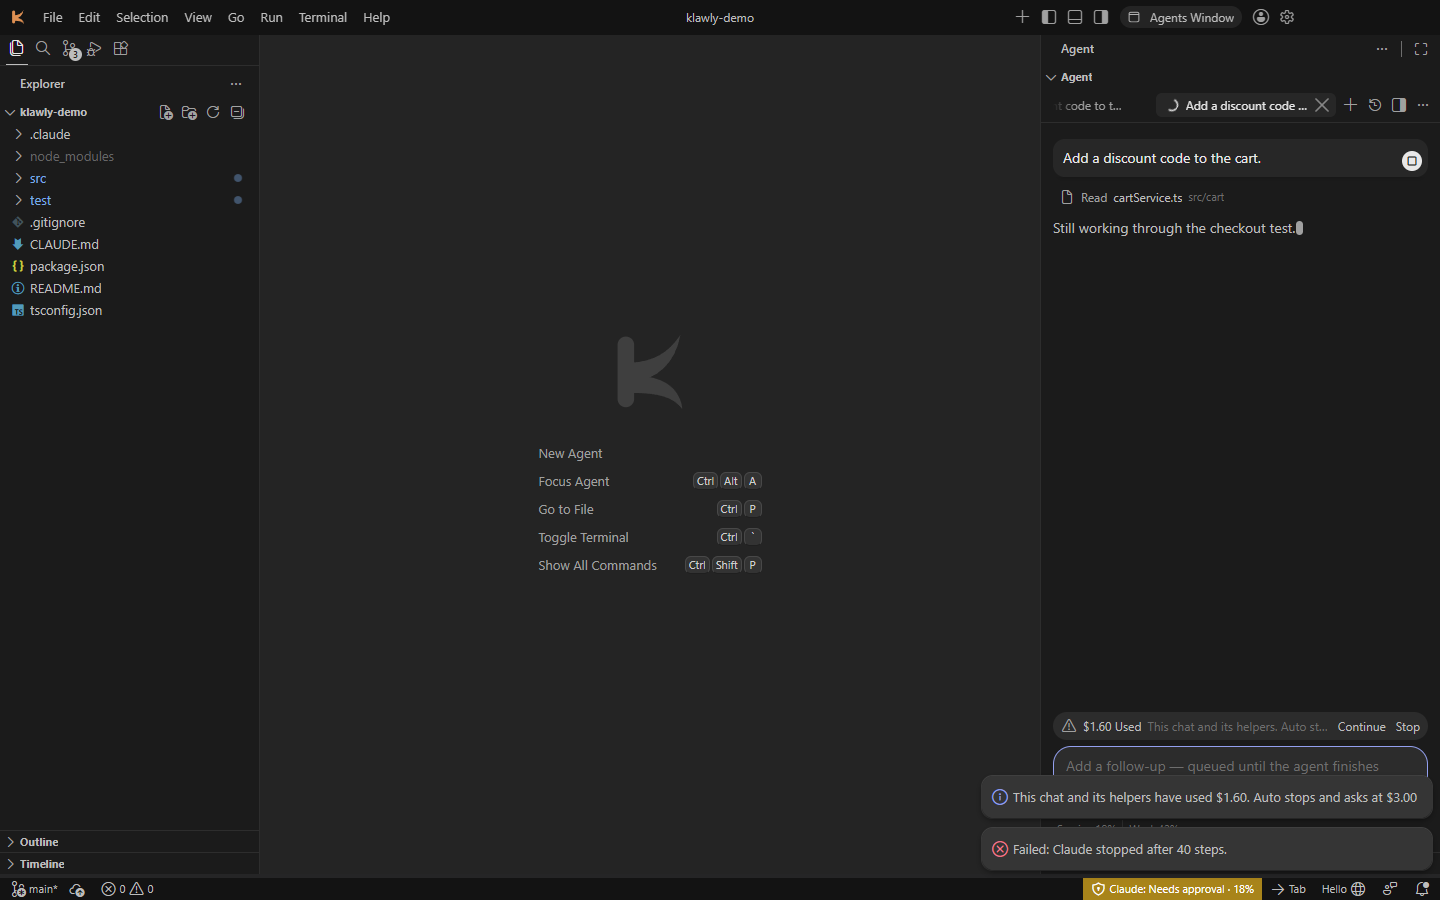 File Edit Selection View Go Run Terminal Help
klawly-demo
Agents Window
3
Explorer
klawly-demo
.claude
node_modules
src
test
.gitignore
CLAUDE.md
package.json
README.md
tsconfig.json
Outline
Timeline
New Agent
Focus Agent Ctrl Alt A
Go to File Ctrl P
Toggle Terminal Ctrl `
Show All Commands Ctrl Shift P
Agent
Agent
t code to t...
Add a discount code ...
Add a discount code to the cart.
Read cartService.ts src/cart
Still working through the checkout test.
$1.60 Used This chat and its helpers. Auto st... Continue Stop
Add a follow-up — queued until the agent finishes
This chat and its helpers have used $1.60. Auto stops and asks at $3.00
Failed: Claude stopped after 40 steps.
main* 0 0
Claude: Needs approval · 18% Tab Hello